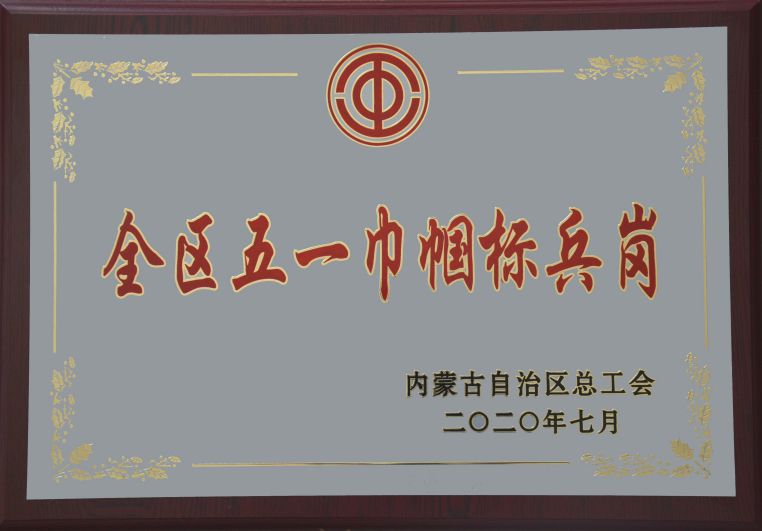 全区五一巾帼标兵岗
内蒙古自治区总工会
二〇二〇年七月